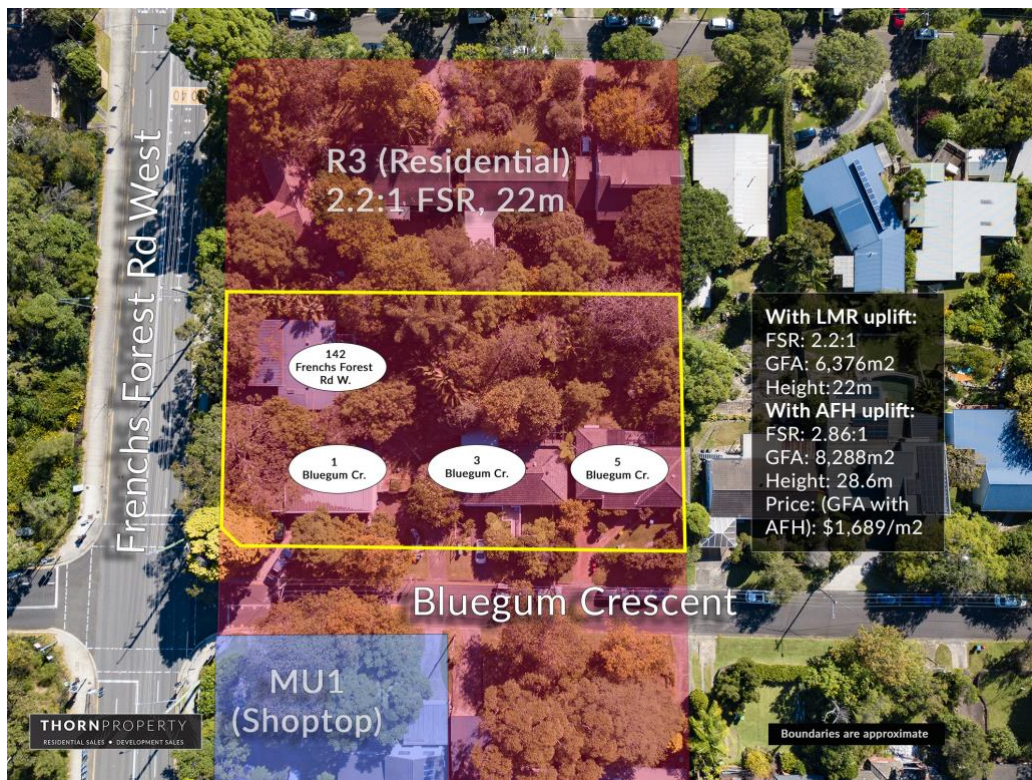 Frenchs Forest Rd West
R3 (Residential)
2.2:1 FSR, 22m
142
Frenchs Forest
Rd W.
1
Bluegum Cr.
3
Bluegum Cr.
5
Bluegum Cr.
With LMR uplift:
FSR: 2.2:1
GFA: 6,376m2
Height:22m
With AFH uplift:
FSR: 2.86:1
GFA: 8,288m2
Height: 28.6m
Price: (GFA with
AFH): $1,689/m2
Bluegum Crescent
MU1
(Shoptop)
THORNPROPERTY
RESIDENTIAL SALES • DEVELOPMENT SALES
Boundaries are approximate